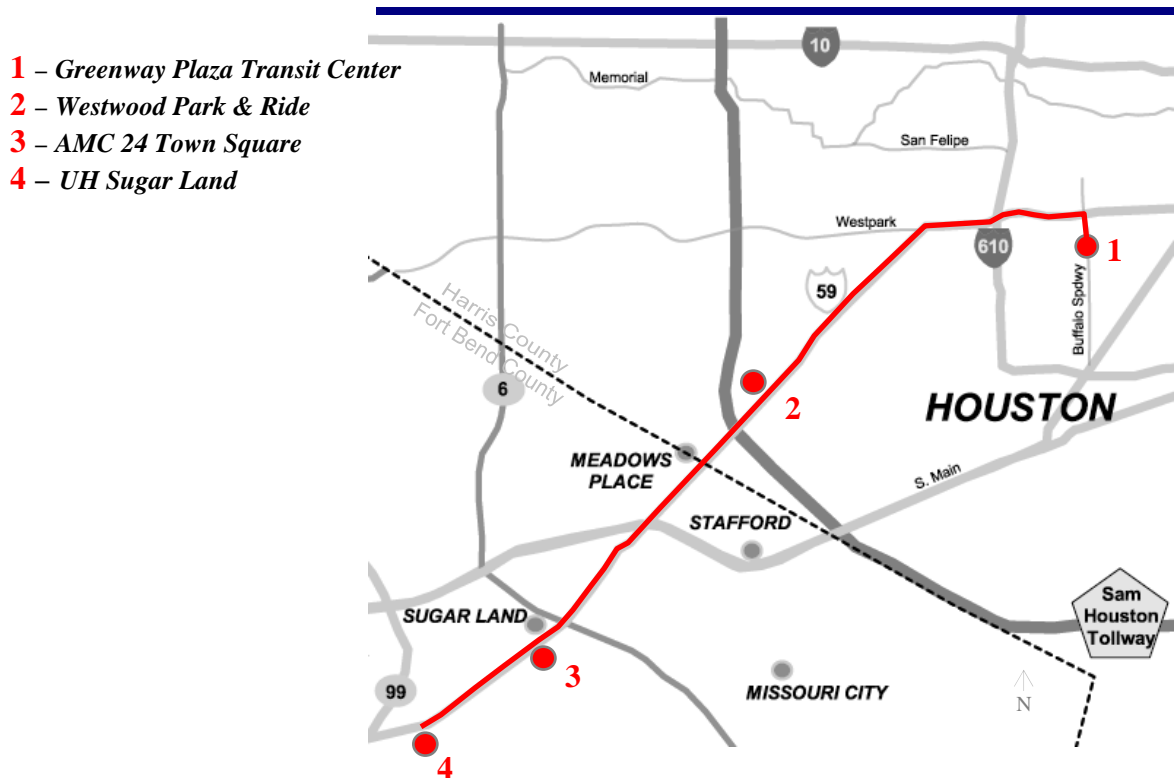 1 – Greenway Plaza Transit Center
2 – Westwood Park & Ride
3 – AMC 24 Town Square
4 – UH Sugar Land
10
Memorial
San Felipe
Westpark
610
1
59
Buffalo Spdwy
Harris County
Fort Bend County
6
2
HOUSTON
MEADOWS
PLACE
S. Main
STAFFORD
Sam
Houston
Tollway
SUGAR LAND
3
99
MISSOURI CITY
N
4